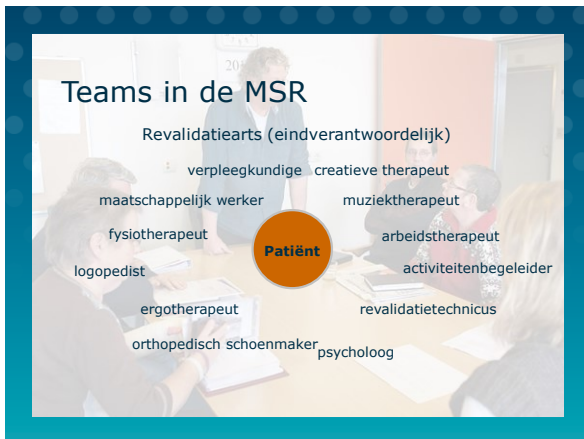 Teams in de MSR
Revalidatiearts (eindverantwoordelijk)
verpleegkundige creatieve therapeut
maatschappelijk werker muziektherapeut
fysiotherapeut arbeidstherapeut
Patiënt
logopedist activiteitenbegeleider
ergotherapeut revalidatietechnicus
orthopedisch schoenmaker psycholoog